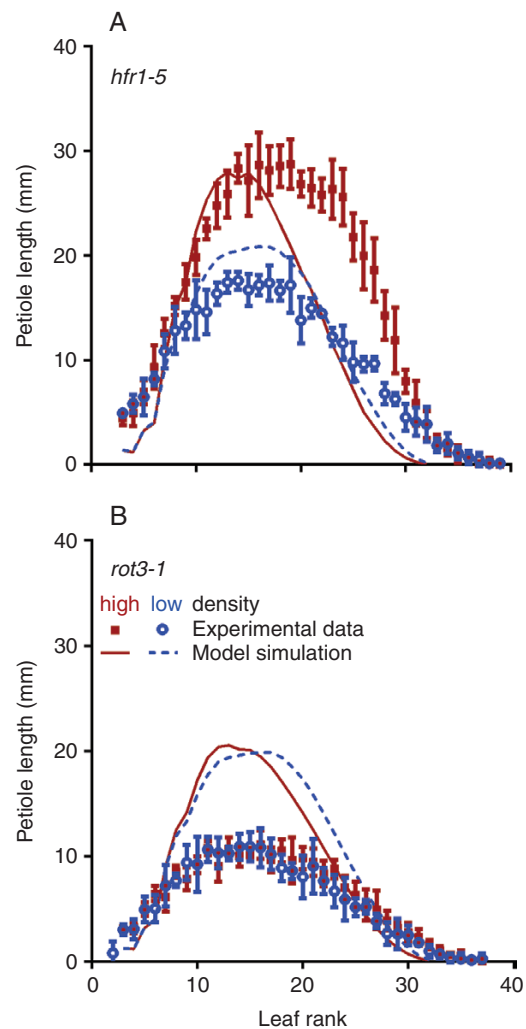 A
40
hfr1-5
30
Petiole length (mm)
20
10
0
B
40
rot3-1
high low density
Experimental data
30
Model simulation
Petiole length (mm)
20
10
0
0 10 20 30 40
Leaf rank